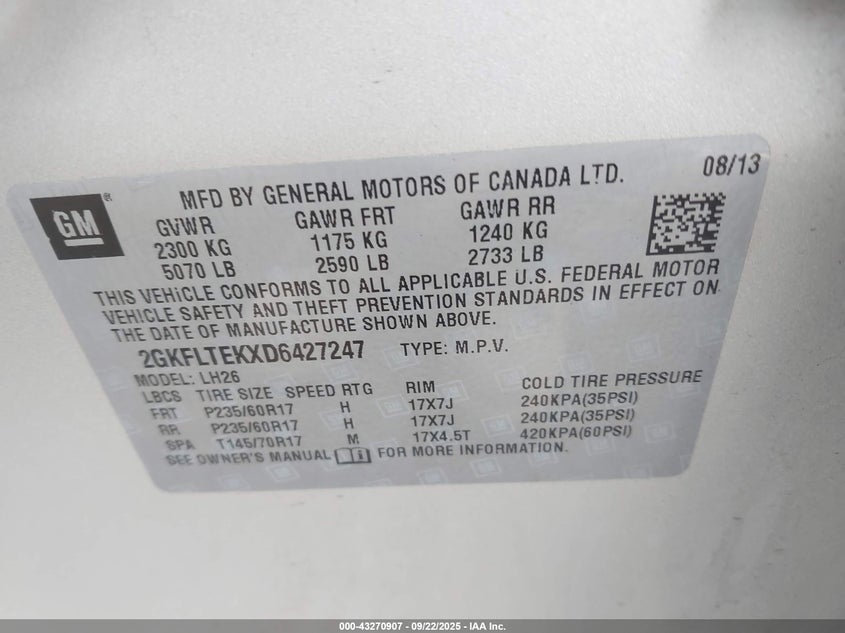 GM®
MFD BY GENERAL MOTORS OF CANADA LTD. 08/13
GVWR GAWR FRT GAWR RR
2300 KG 1175 KG 1240 KG
5070 LB 2590 LB 2733 LB
THIS VEHICLE CONFORMS TO ALL APPLICABLE U.S. FEDERAL MOTOR
VEHICLE SAFETY AND THEFT PREVENTION STANDARDS IN EFFECT ON
THE DATE OF MANUFACTURE SHOWN ABOVE.
2GKFLTEKXD6427247 TYPE: M.P.V.
MODEL: LH26
LBCS TIRE SIZE SPEED RTG RIM COLD TIRE PRESSURE
FRT P235/60R17 H 17X7J 240KPA(35PSI)
RR P235/60R17 H 17X7J 240KPA(35PSI)
SPA T145/70R17 M 17X4.5T 420KPA(60PSI)
SEE OWNER'S MANUAL FOR MORE INFORMATION.
000-43270907 - 09/22/2025 - IAA Inc.